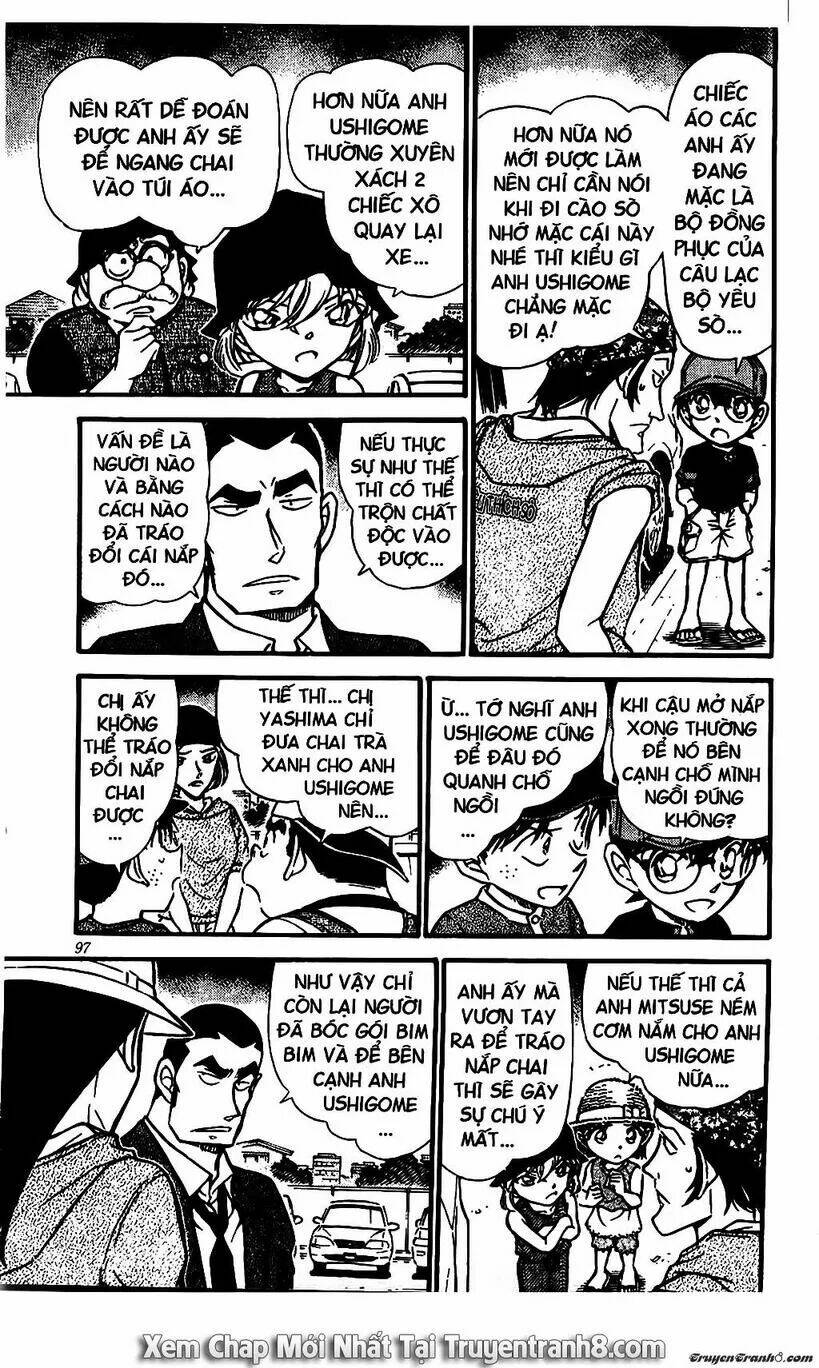 CHIẾC
ÁO CÁC
ANH ẤY
ĐANG
MẶC LÀ
BỘ ĐỒNG
PHỤC CỦA
CÂU LẠC
BỘ YÊU
SÒ...
HƠN NỮA NÓ
MỚI ĐƯỢC LÀM
NÊN CHỈ CẦN NÓI
KHI ĐI CÀO SÒ
NHỚ MẶC CÁI NÀY
NHÉ THÌ KIỂU GÌ
ANH USHIGOME
CHẲNG MẶC
ĐI Ạ!
HƠN NỮA ANH
USHIGOME
THƯỜNG XUYÊN
XÁCH 2
CHIẾC XÔ
QUAY LẠI
XE...
NÊN RẤT DỄ ĐOÁN
ĐƯỢC ANH ẤY SẼ
ĐỂ NGANG CHAI
VÀO TÚI ÁO...
NẾU THỰC
SỰ NHƯ THẾ
THÌ CÓ THỂ
TRỘN CHẤT
ĐỘC VÀO
ĐƯỢC...
VẤN ĐỀ LÀ
NGƯỜI NÀO
VÀ BẰNG
CÁCH NÀO
ĐÃ TRÁO
ĐỔI CÁI NẮP
ĐÓ...
KHI CẬU MỞ NẮP
XONG THƯỜNG
ĐỂ NÓ BÊN
CẠNH CHỖ MÌNH
NGỒI ĐÚNG
KHÔNG?
Ừ... TỚ NGHĨ ANH
USHIGOME CŨNG
ĐỂ ĐÂU ĐÓ
QUANH CHỖ
NGỒI
...
THẾ THÌ... CHỊ
YASHIMA CHỈ
ĐƯA CHAI TRÀ
XANH CHO ANH
USHIGOME
NÊN...
CHỊ ẤY
KHÔNG
THỂ TRÁO
ĐỔI NẮP
CHAI
ĐƯỢC
...
97
NẾU THẾ THÌ CẢ
ANH MITSUSE NÉM
CƠM NẮM CHO ANH
USHIGOME
NỮA...
ANH ẤY MÀ
VƯƠN TAY
RA ĐỂ TRÁO
NẮP CHAI
THÌ SẼ GÂY
SỰ CHÚ Ý
MẤT...
NHƯ VẬY CHỈ
CÒN LẠI NGƯỜI
ĐÃ BÓC GÓI BIM
BIM VÀ ĐỂ BÊN
CẠNH ANH
USHIGOME
...
Xem Chap Mới Nhất Tại Truyentranh8.com
TruyenTranh8.com